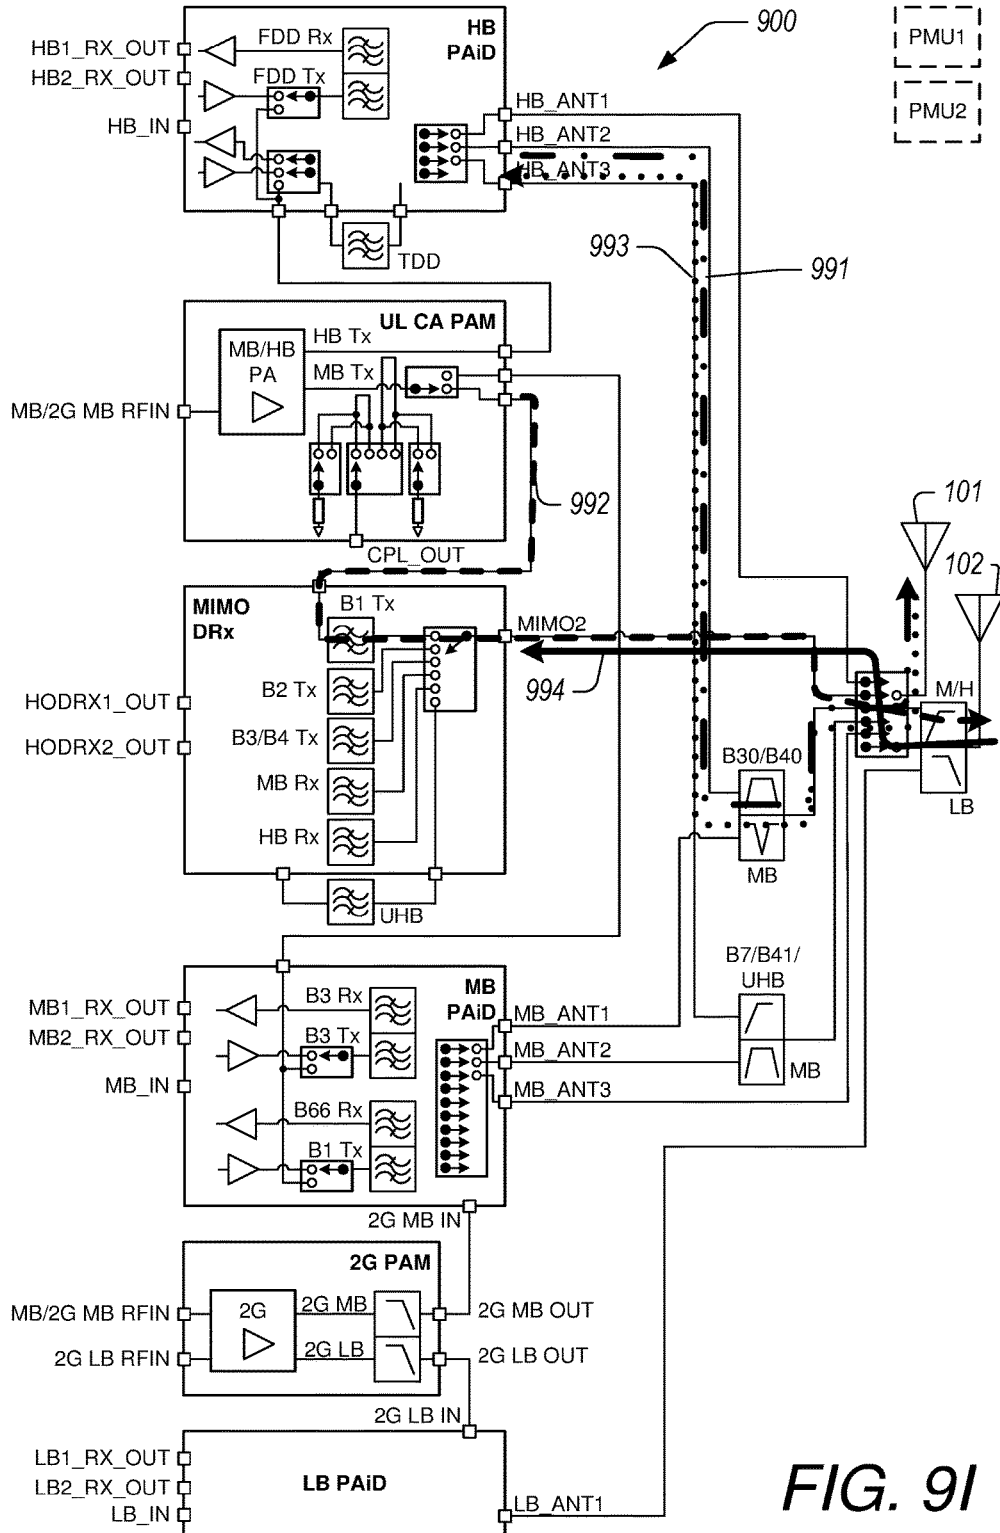 HB
PAiD
900
PMU1
PMU2
HB1_RX_OUT
FDD Rx
HB2_RX_OUT
FDD Tx
HB_IN
HB_ANT1
HB_ANT2
HB_ANT3
TDD
993
991
UL CA PAM
MB/HB
PA
HB Tx
MB Tx
MB/2G MB RFIN
992
CPL_OUT
101
102
MIMO
DRx
B1 Tx
MIMO2
994
B2 Tx
HODRX1_OUT
B3/B4 Tx
HODRX2_OUT
MB Rx
HB Rx
UHB
M/H
LB
B30/B40
MB
B7/B41/
UHB
MB
MB
PAiD
MB1_RX_OUT
B3 Rx
MB2_RX_OUT
B3 Tx
MB_IN
B66 Rx
B1 Tx
MB_ANT1
MB_ANT2
MB_ANT3
2G MB IN
2G PAM
MB/2G MB RFIN
2G
2G MB
2G MB OUT
2G LB RFIN
2G LB
2G LB OUT
2G LB IN
LB1_RX_OUT
LB2_RX_OUT
LB_IN
LB PAiD
LB_ANT1
FIG. 9I